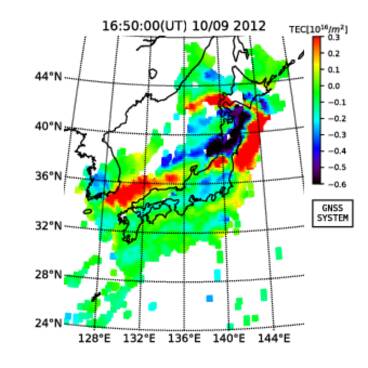 16:50:00(UT) 10/09 2012
TEC[10¹⁶/m²]
0.3
0.2
0.1
0.0
-0.1
-0.2
-0.3
-0.4
-0.5
-0.6
GNSS
SYSTEM
44°N
40°N
36°N
32°N
28°N
24°N
128°E 132°E 136°E 140°E 144°E